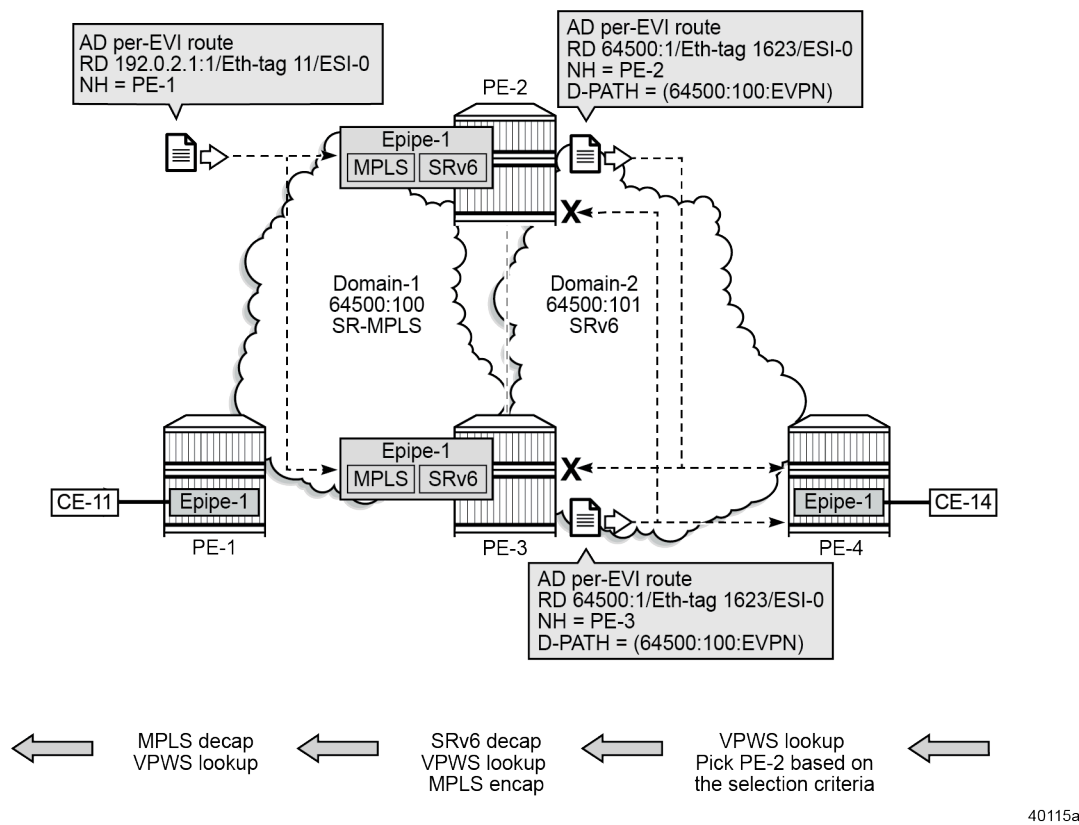 AD per-EVI route
RD 192.0.2.1:1/Eth-tag 11/ESI-0
NH = PE-1
AD per-EVI route
RD 64500:1/Eth-tag 1623/ESI-0
NH = PE-2
D-PATH = (64500:100:EVPN)
PE-2
Epipe-1
MPLS
SRv6
X
Domain-1
64500:100
SR-MPLS
Domain-2
64500:101
SRv6
Epipe-1
MPLS
SRv6
X
CE-11
Epipe-1
Epipe-1
CE-14
PE-1
PE-3
PE-4
AD per-EVI route
RD 64500:1/Eth-tag 1623/ESI-0
NH = PE-3
D-PATH = (64500:100:EVPN)
MPLS decap
VPWS lookup
SRv6 decap
VPWS lookup
MPLS encap
VPWS lookup
Pick PE-2 based on
the selection criteria
40115a